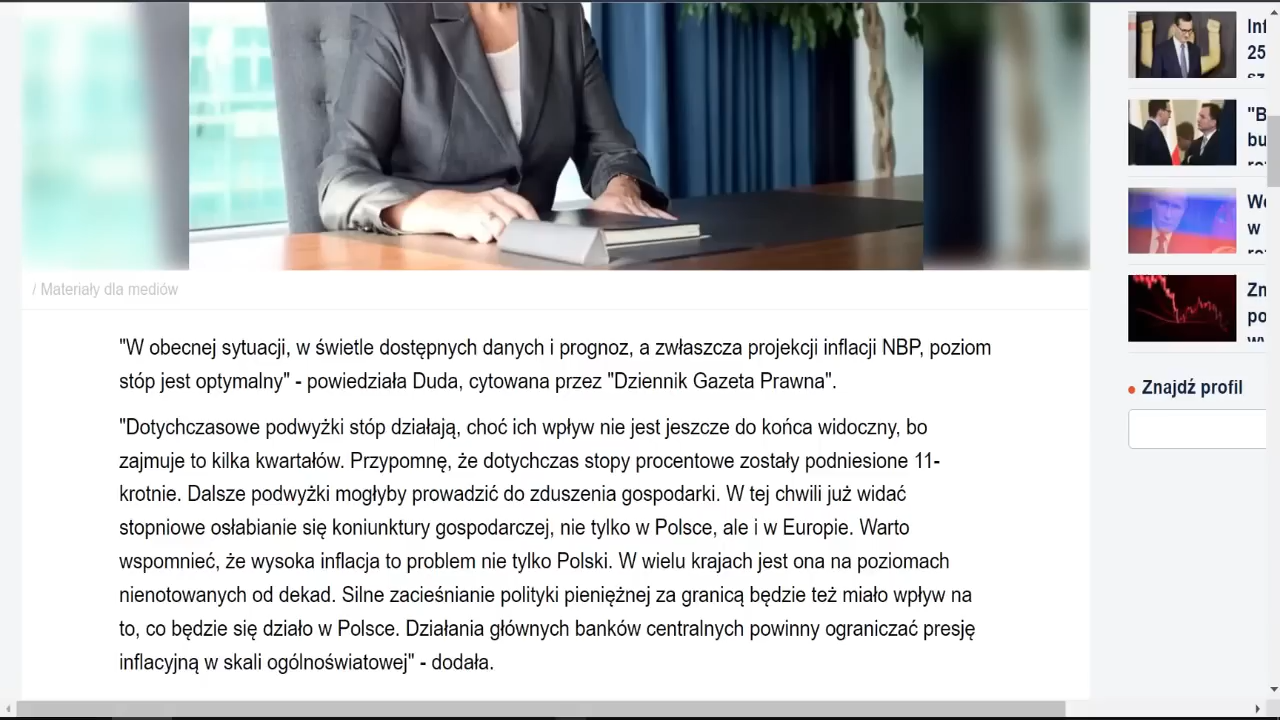 / Materiały dla mediów
"W obecnej sytuacji, w świetle dostępnych danych i prognoz, a zwłaszcza projekcji inflacji NBP, poziom
stóp jest optymalny" - powiedziała Duda, cytowana przez "Dziennik Gazeta Prawna".
"Dotychczasowe podwyżki stóp działają, choć ich wpływ nie jest jeszcze do końca widoczny, bo
zajmuje to kilka kwartałów. Przypomnę, że dotychczas stopy procentowe zostały podniesione 11-
krotnie. Dalsze podwyżki mogłyby prowadzić do zduszenia gospodarki. W tej chwili już widać
stopniowe osłabianie się koniunktury gospodarczej, nie tylko w Polsce, ale i w Europie. Warto
wspomnieć, że wysoka inflacja to problem nie tylko Polski. W wielu krajach jest ona na poziomach
nienotowanych od dekad. Silne zacieśnianie polityki pieniężnej za granicą będzie też miało wpływ na
to, co będzie się działo w Polsce. Działania głównych banków centralnych powinny ograniczać presję
inflacyjną w skali ogólnoświatowej" - dodała.
Inf
25
"B
bu
We
w
Zn
po
Znajdź profil